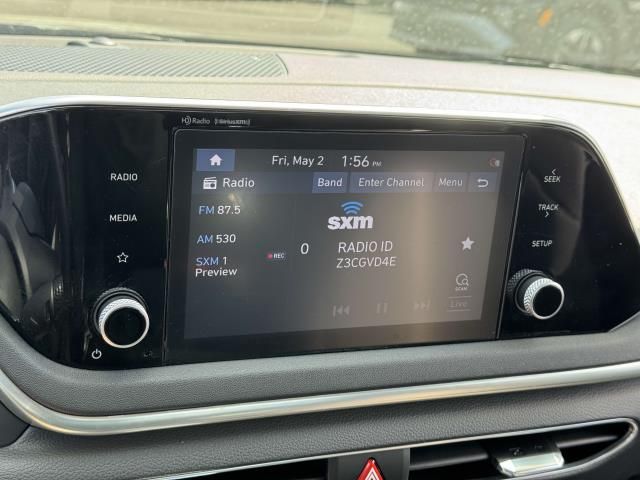 HD Radio (SiriusXM)
Fri, May 2 1:56 PM
RADIO
MEDIA
Radio Band Enter Channel Menu
FM 87.5
AM 530
SXM 1
Preview
REC
sxm
0
RADIO ID
Z3CGVD4E
SCAN
Live
SEEK
TRACK
SETUP